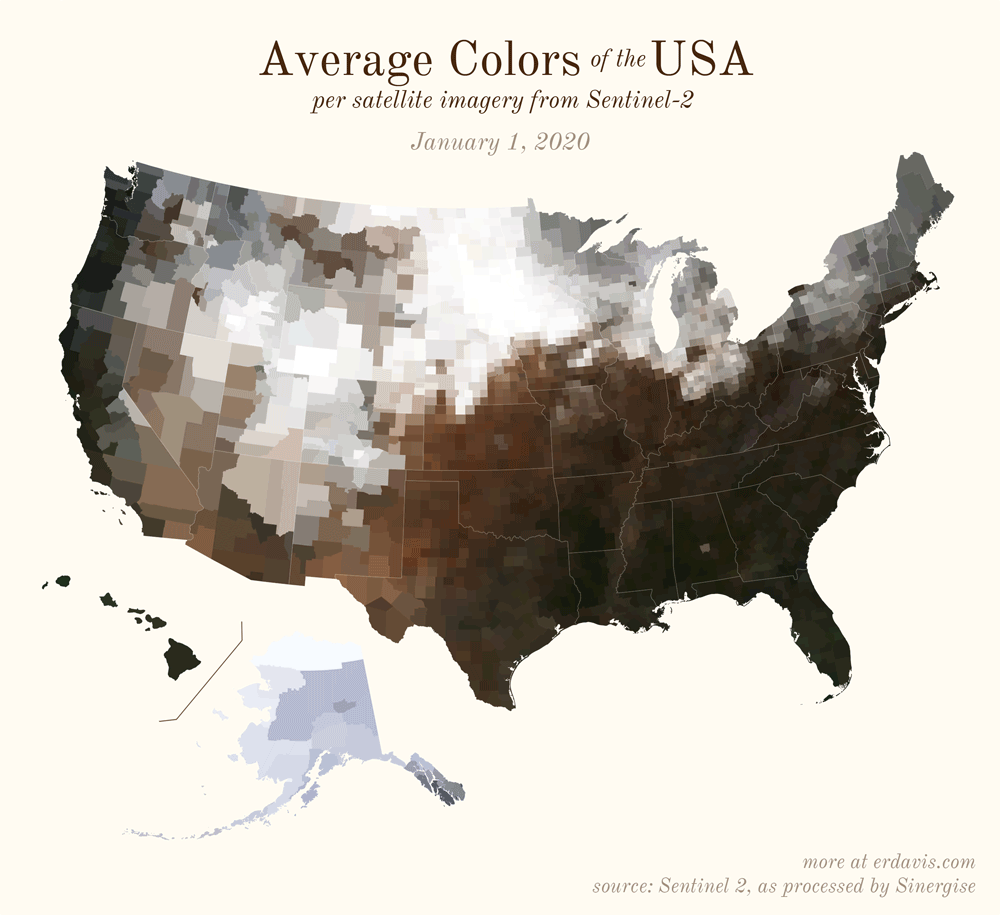 Average Colors of the USA
per satellite imagery from Sentinel-2
January 1, 2020
more at erdavis.com
source: Sentinel 2, as processed by Sinergise